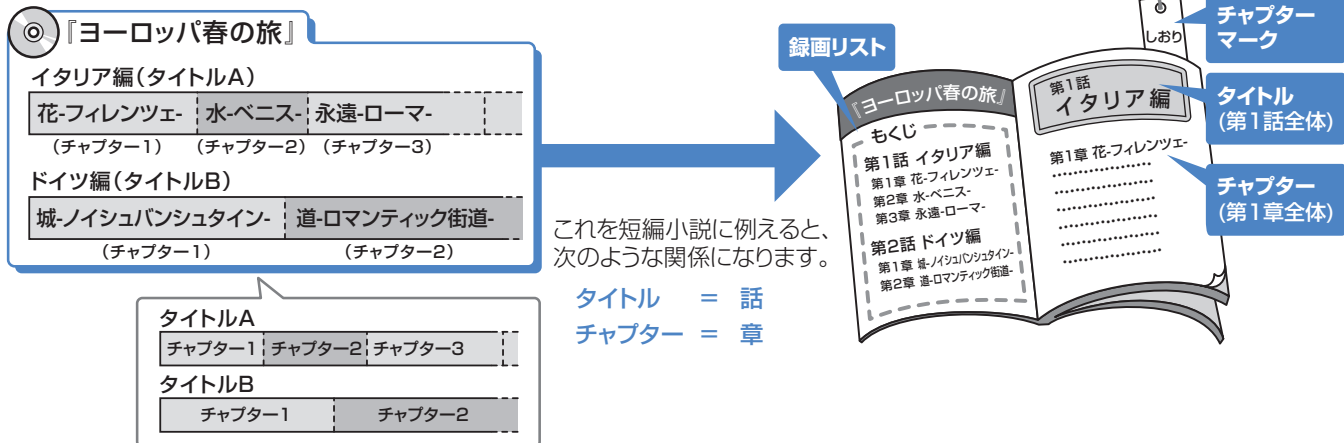 『ヨーロッパ春の旅』
イタリア編(タイトルA)
花-フィレンツェ- 水-ベニス- 永遠-ローマ-
(チャプター1) (チャプター2) (チャプター3)
ドイツ編(タイトルB)
城-ノイシュバンシュタイン- 道-ロマンティック街道-
(チャプター1) (チャプター2)
タイトルA
チャプター1 チャプター2 チャプター3
タイトルB
チャプター1 チャプター2
これを短編小説に例えると、
次のような関係になります。
タイトル = 話
チャプター = 章
録画リスト
『ヨーロッパ春の旅』
もくじ
第1話 イタリア編
第1章 花-フィレンツェ-
第2章 水-ベニス-
第3章 永遠-ローマ-
第2話 ドイツ編
第1章 城-ノイシュバンシュタイン-
第2章 道-ロマンティック街道-
しおり
第1話
イタリア編
第1章 花-フィレンツェ-
チャプター
マーク
タイトル
(第1話全体)
チャプター
(第1章全体)